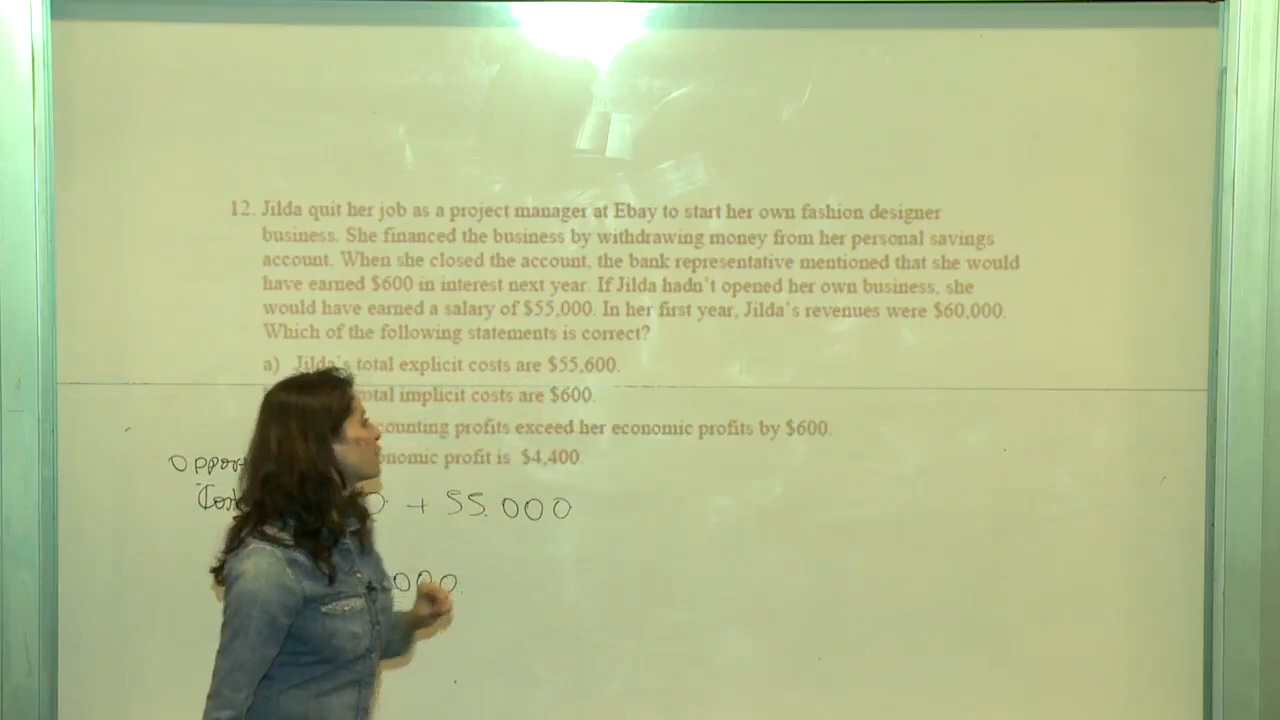 12. Jilda quit her job as a project manager at Ebay to start her own fashion designer
business. She financed the business by withdrawing money from her personal savings
account. When she closed the account, the bank representative mentioned that she would
have earned $600 in interest next year. If Jilda hadn't opened her own business, she
would have earned a salary of $55,000. In her first year, Jilda's revenues were $60,000.
Which of the following statements is correct?
a) Jilda's total explicit costs are $55,600.
total implicit costs are $600.
profits exceed her economic profits by $600.
profit is $4,400.
+ 55.000